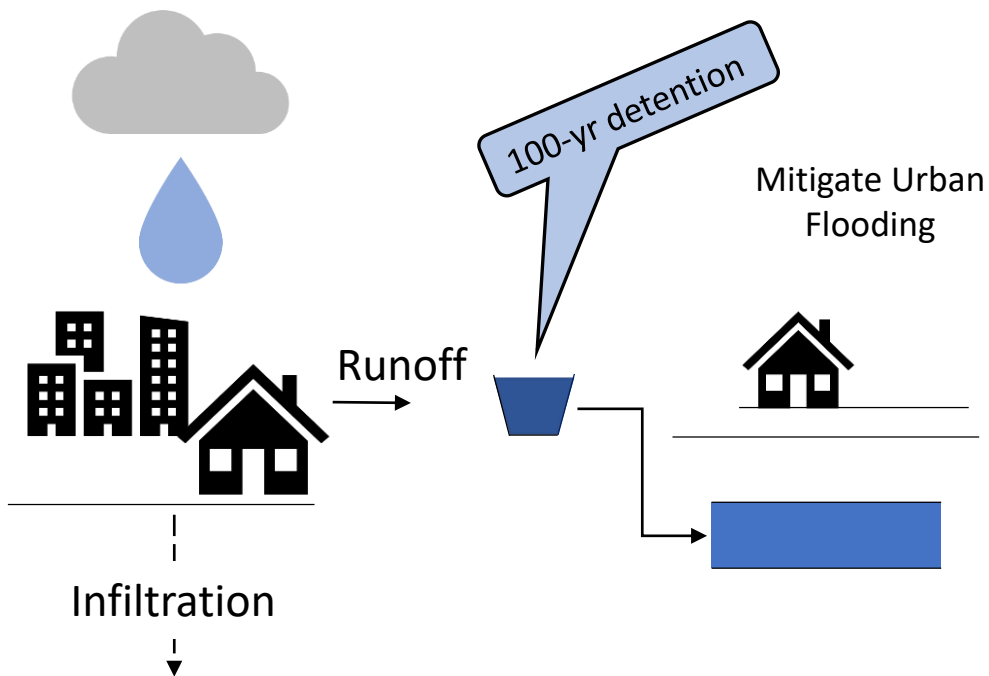 100-yr detention
Mitigate Urban
Flooding
Runoff
Infiltration